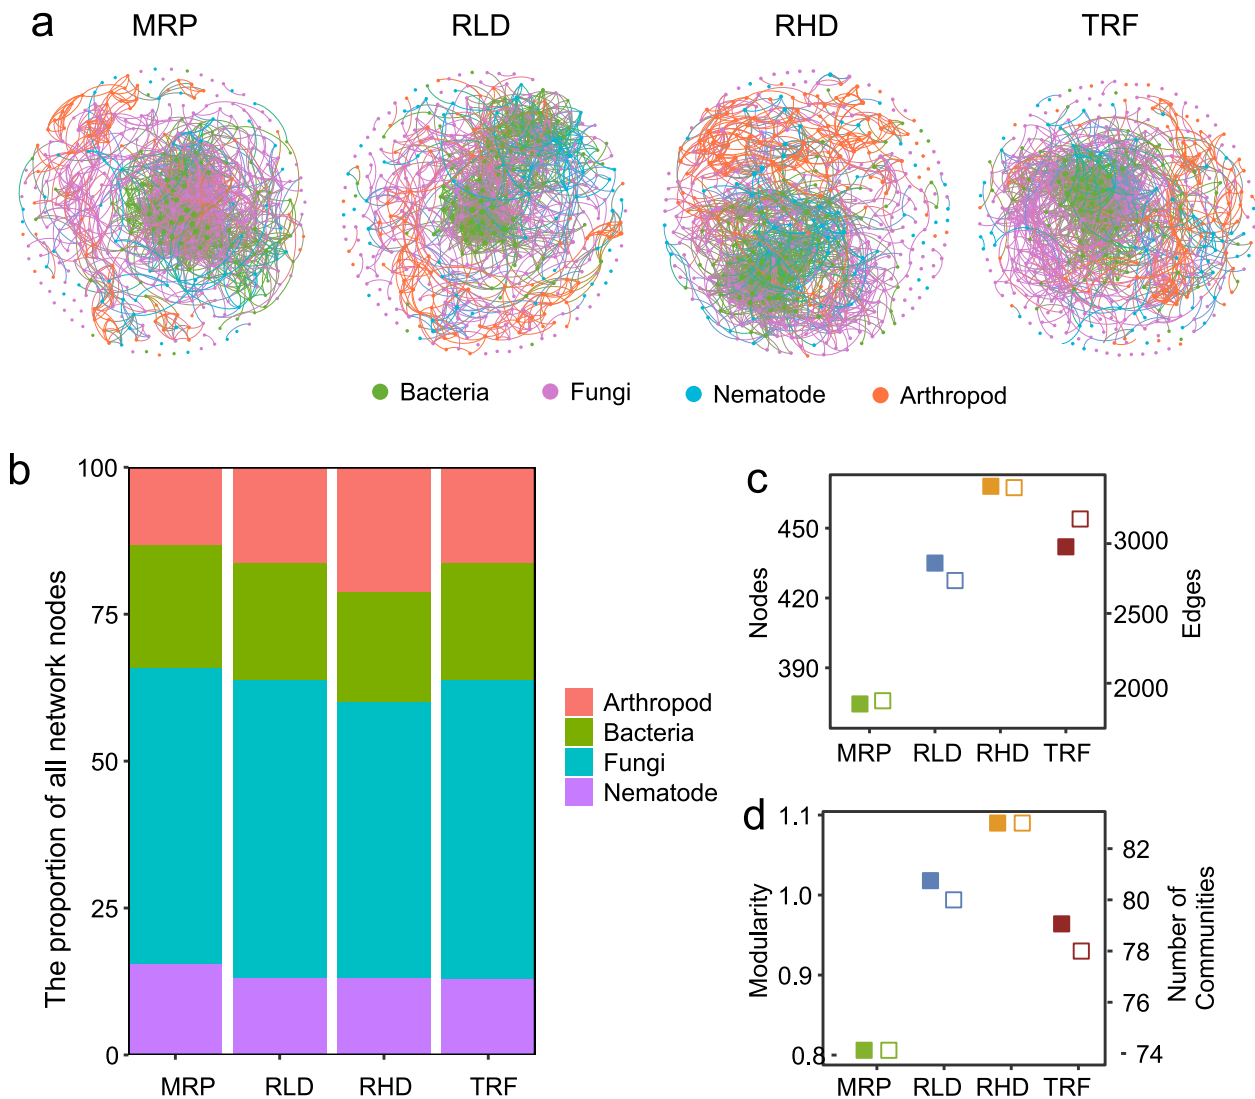 a
MRP RLD RHD TRF
Bacteria Fungi Nematode Arthropod
b
The proportion of all network nodes
100
75
50
25
0
MRP RLD RHD TRF
Arthropod
Bacteria
Fungi
Nematode
c
Nodes
450
420
390
Edges
3000
2500
2000
MRP RLD RHD TRF
d
Modularity
1.1
1.0
0.9
0.8
Number of
Communities
82
80
78
76
74
MRP RLD RHD TRF